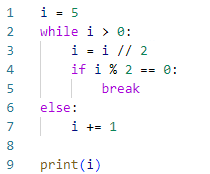 1 i = 5
2 while i > 0:
3     i = i // 2
4     if i % 2 == 0:
5         break
6 else:
7     i += 1
8
9 print(i)